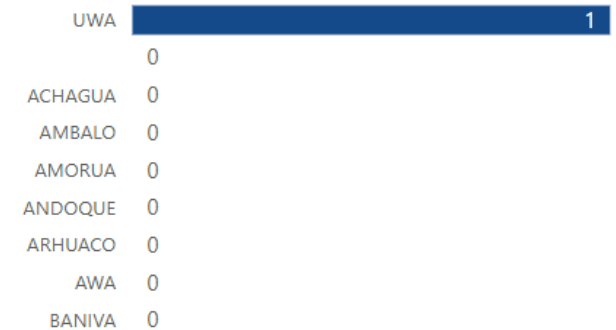 UWA 1
0
ACHAGUA 0
AMBALO 0
AMORUA 0
ANDOQUE 0
ARHUACO 0
AWA 0
BANIVA 0